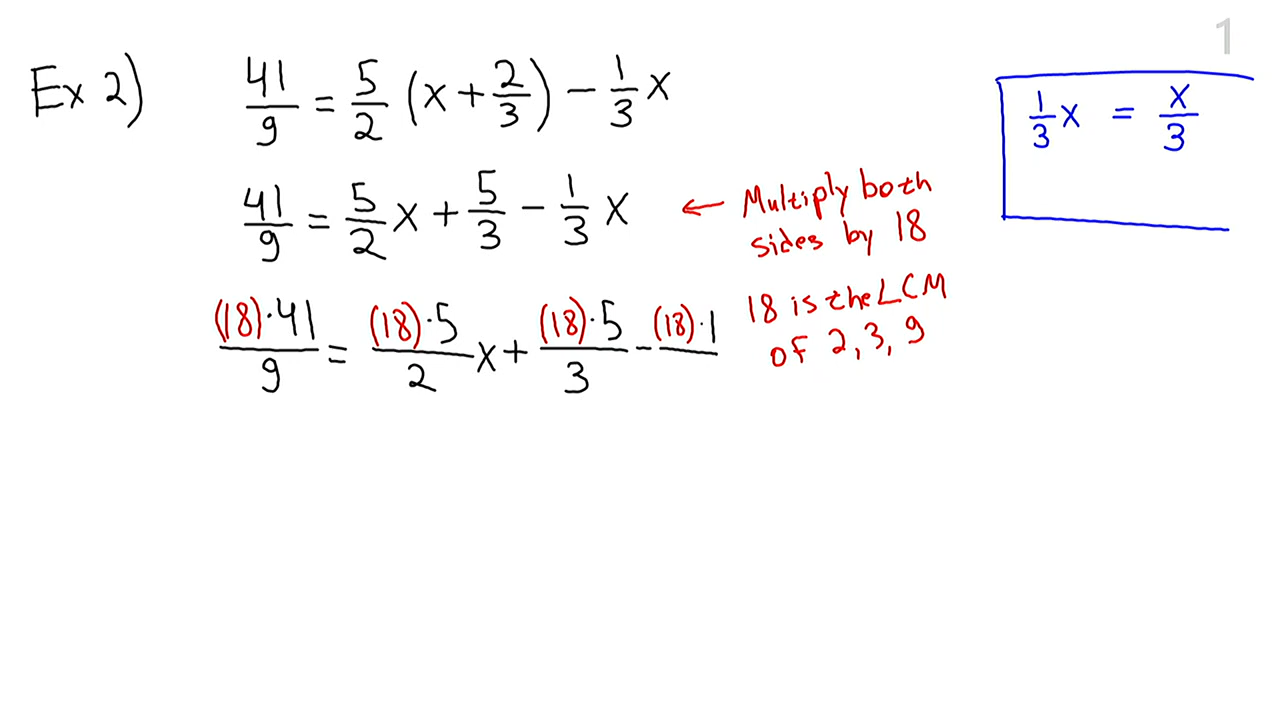 1
Ex 2) 41/9 = 5/2 (x + 2/3) - 1/3 x
1/3 x = x/3
41/9 = 5/2 x + 5/3 - 1/3 x ← Multiply both
sides by 18
(18)·41/9 = (18)·5/2 x + (18)·5/3 - (18)·1/
18 is the LCM
of 2, 3, 9